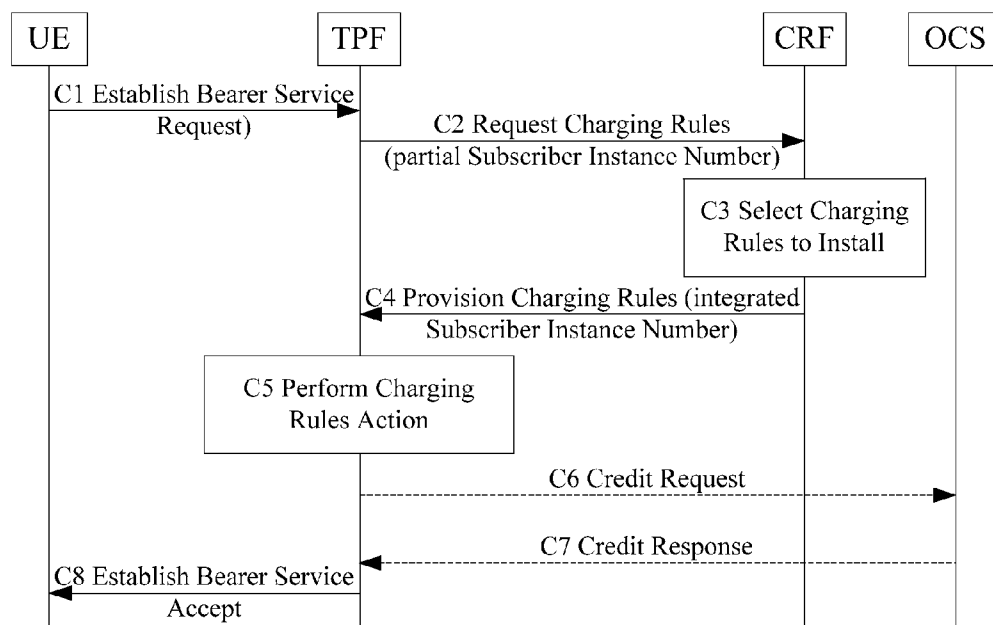 UE
TPF
CRF
OCS
C1 Establish Bearer Service
Request)
C2 Request Charging Rules
(partial Subscriber Instance Number)
C3 Select Charging
Rules to Install
C4 Provision Charging Rules (integrated
Subscriber Instance Number)
C5 Perform Charging
Rules Action
C6 Credit Request
C7 Credit Response
C8 Establish Bearer Service
Accept